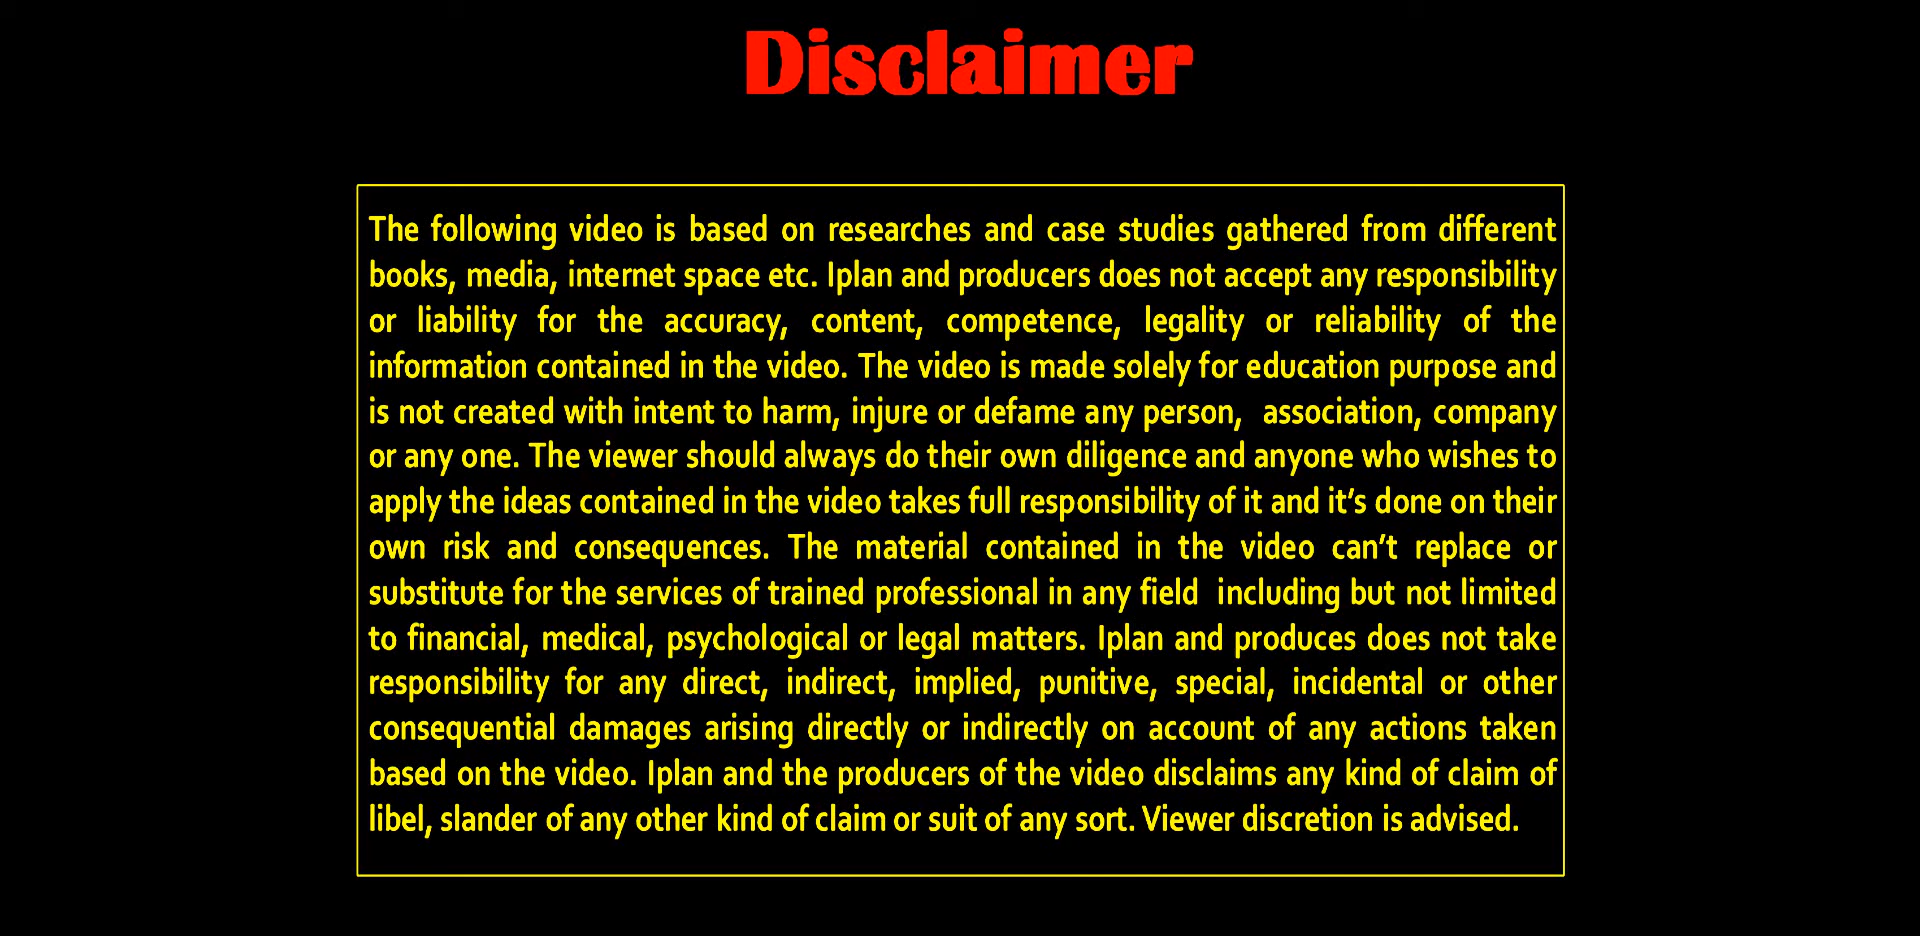 Disclaimer
The following video is based on researches and case studies gathered from different
books, media, internet space etc. Iplan and producers does not accept any responsibility
or liability for the accuracy, content, competence, legality or reliability of the
information contained in the video. The video is made solely for education purpose and
is not created with intent to harm, injure or defame any person,  association, company
or any one. The viewer should always do their own diligence and anyone who wishes to
apply the ideas contained in the video takes full responsibility of it and it’s done on their
own risk and consequences. The material contained in the video can’t replace or
substitute for the services of trained professional in any field  including but not limited
to financial, medical, psychological or legal matters. Iplan and produces does not take
responsibility for any direct, indirect, implied, punitive, special, incidental or other
consequential damages arising directly or indirectly on account of any actions taken
based on the video. Iplan and the producers of the video disclaims any kind of claim of
libel, slander of any other kind of claim or suit of any sort. Viewer discretion is advised.